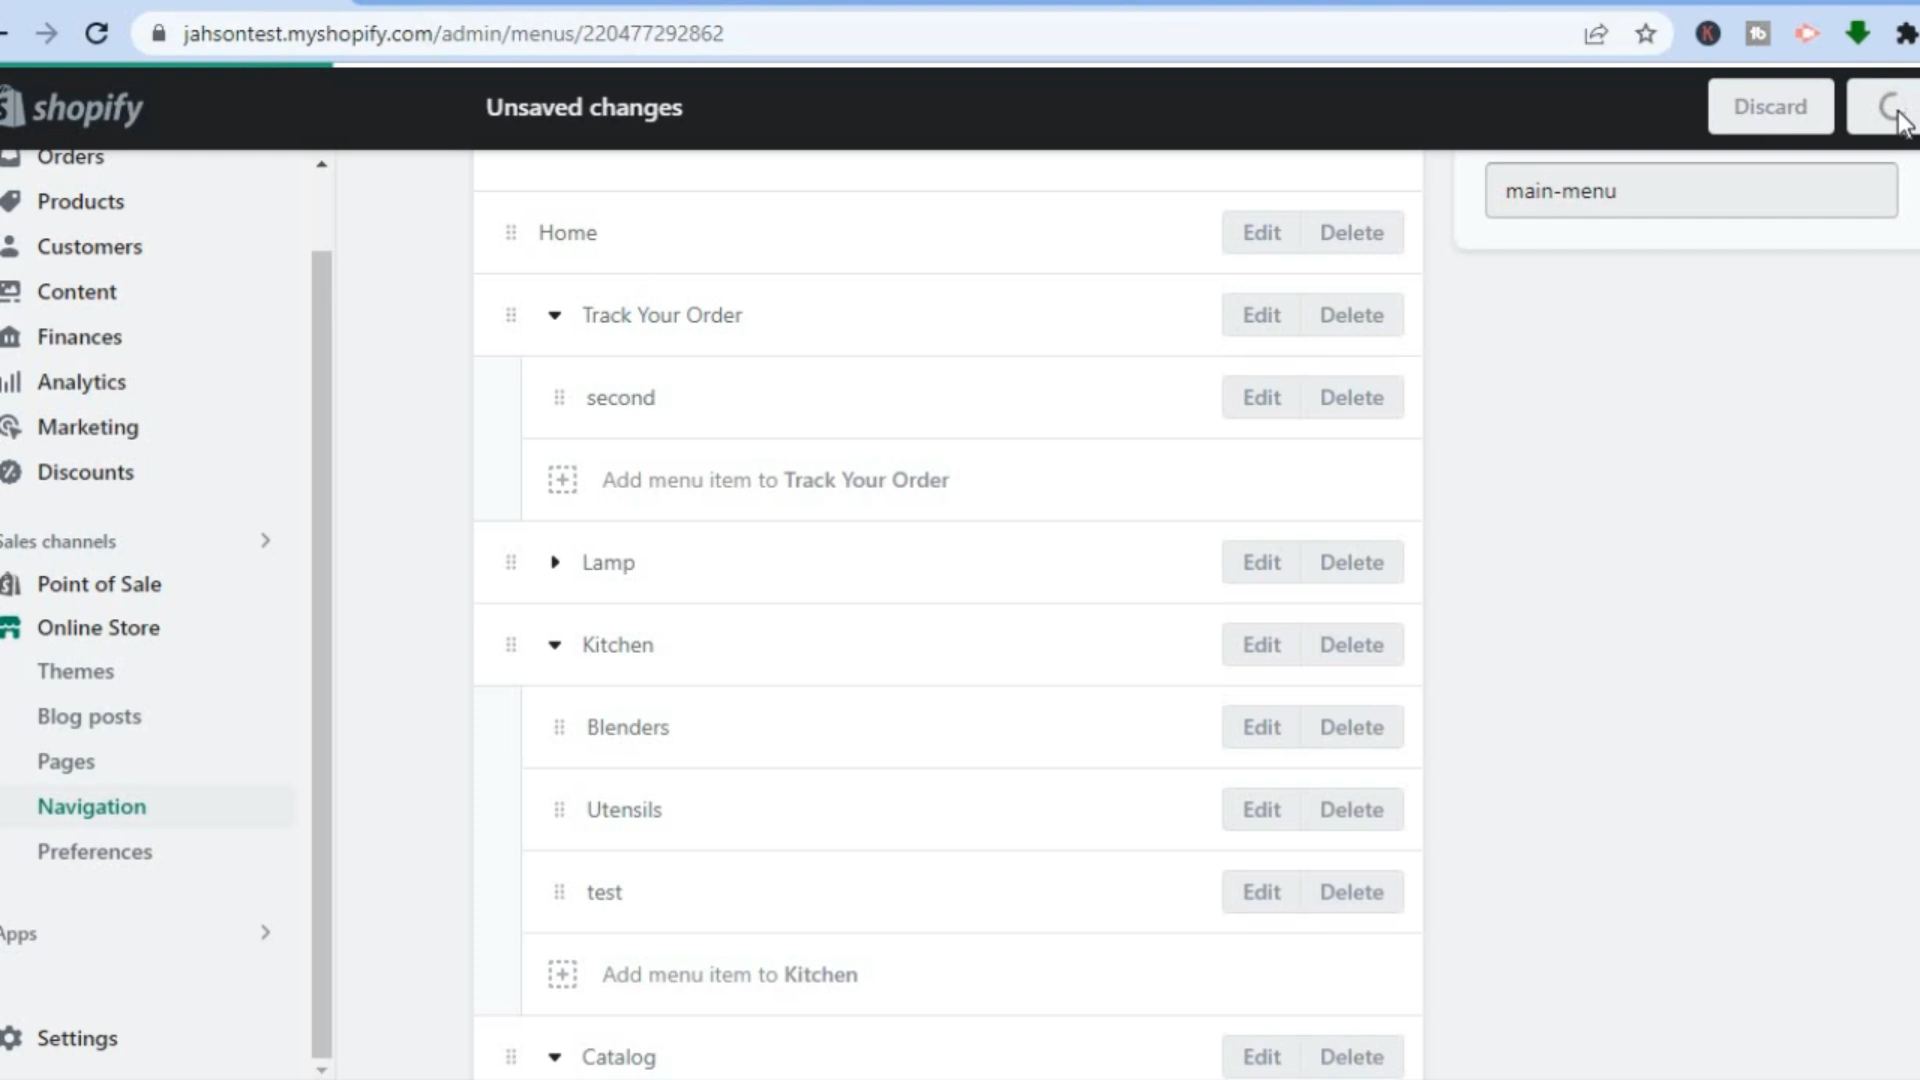 jahsontest.myshopify.com/admin/menus/220477292862
K
tb
shopify
Unsaved changes
Discard
Orders
Products
Customers
Content
Finances
Analytics
Marketing
Discounts
Sales channels
Point of Sale
Online Store
Themes
Blog posts
Pages
Navigation
Preferences
Apps
Settings
Home Edit Delete
Track Your Order Edit Delete
second Edit Delete
Add menu item to Track Your Order
Lamp Edit Delete
Kitchen Edit Delete
Blenders Edit Delete
Utensils Edit Delete
test Edit Delete
Add menu item to Kitchen
Catalog Edit Delete
main-menu